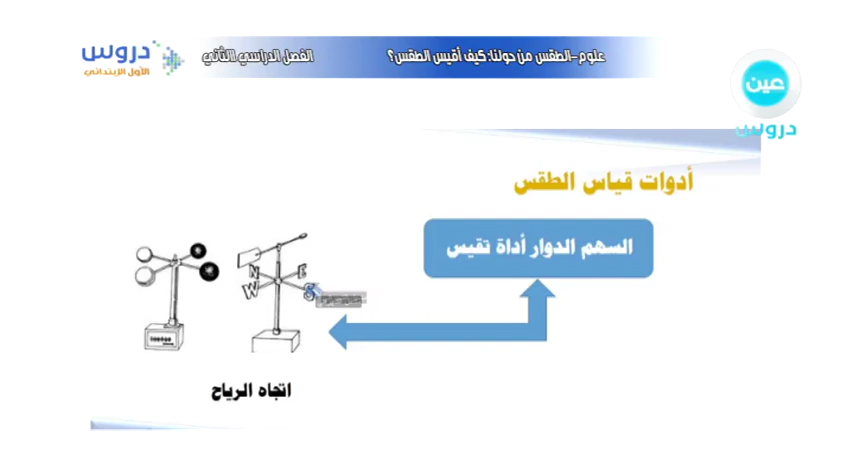 علوم - الطقس من حولنا: كيف أقيس الطقس؟
الفصل الدراسي الثاني
دروس
الأول الابتدائي
عين
دروس
أدوات قياس الطقس
السهم الدوار أداة تقيس
N
E
W
S
اتجاه الرياح